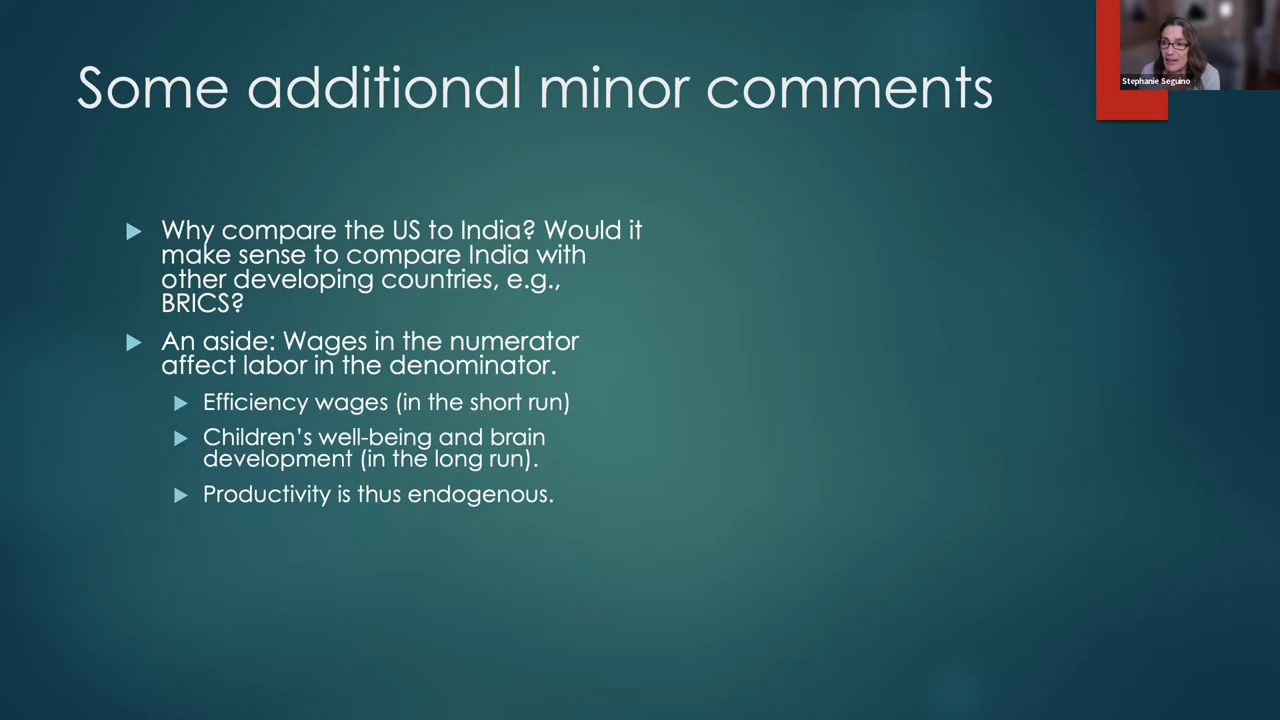 Some additional minor comments
Stephanie Seguino
Why compare the US to India? Would it
make sense to compare India with
other developing countries, e.g.,
BRICS?
An aside: Wages in the numerator
affect labor in the denominator.
Efficiency wages (in the short run)
Children’s well-being and brain
development (in the long run).
Productivity is thus endogenous.